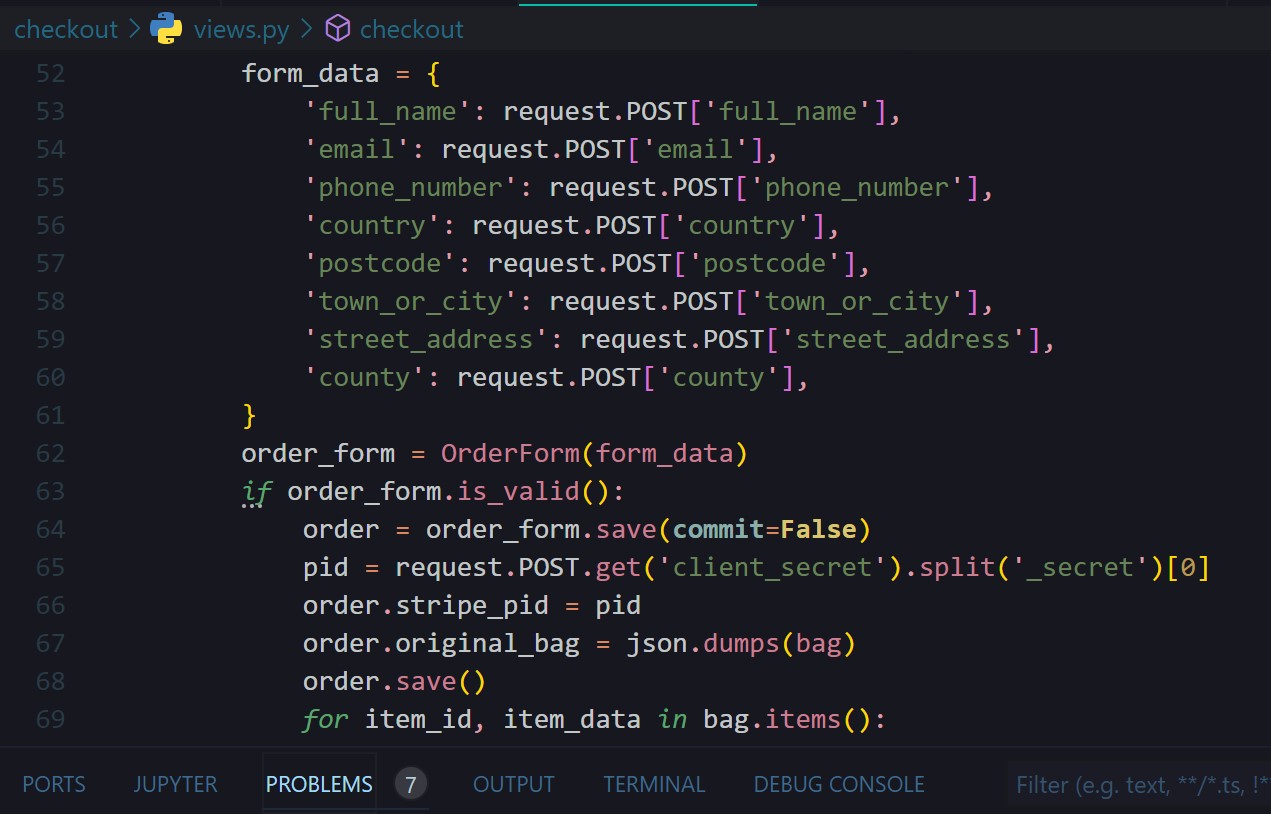 checkout > views.py > checkout
52 form_data = {
53 'full_name': request.POST['full_name'],
54 'email': request.POST['email'],
55 'phone_number': request.POST['phone_number'],
56 'country': request.POST['country'],
57 'postcode': request.POST['postcode'],
58 'town_or_city': request.POST['town_or_city'],
59 'street_address': request.POST['street_address'],
60 'county': request.POST['county'],
61 }
62 order_form = OrderForm(form_data)
63 if order_form.is_valid():
64 order = order_form.save(commit=False)
65 pid = request.POST.get('client_secret').split('_secret')[0]
66 order.stripe_pid = pid
67 order.original_bag = json.dumps(bag)
68 order.save()
69 for item_id, item_data in bag.items():
PORTS JUPYTER PROBLEMS 7 OUTPUT TERMINAL DEBUG CONSOLE Filter (e.g. text, **/*.ts, !**